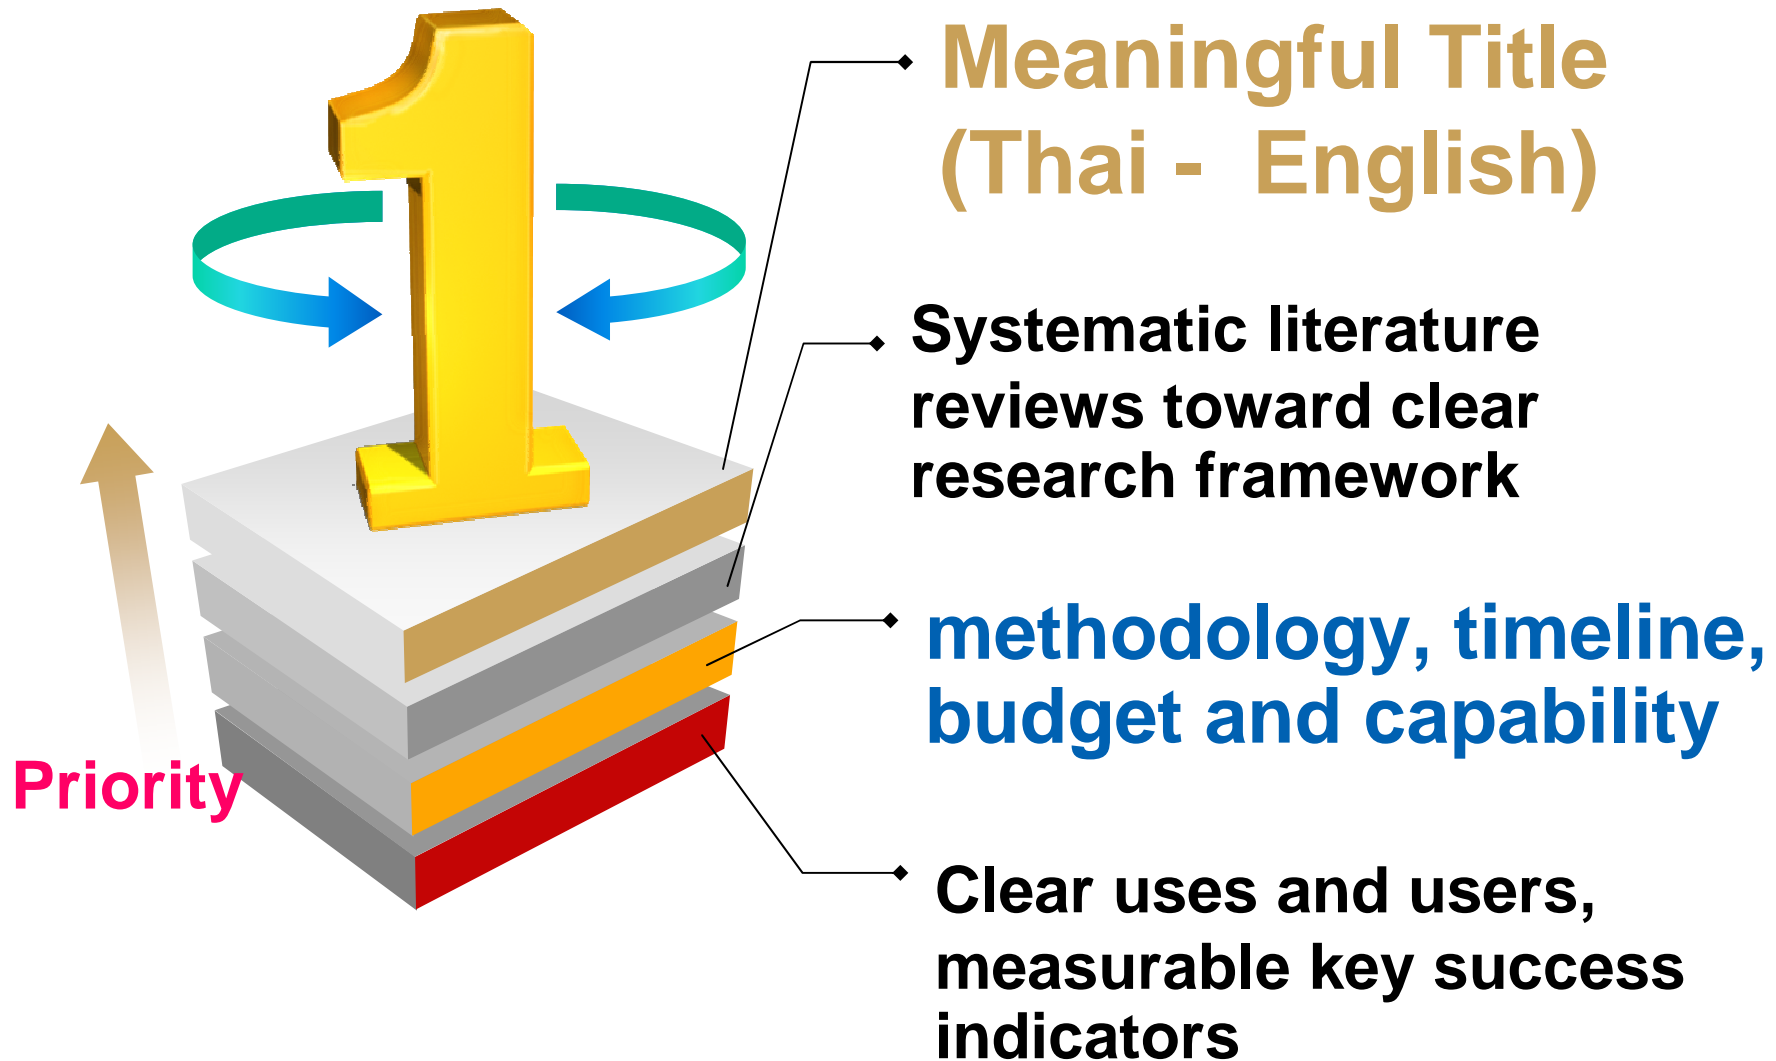 1
Meaningful Title
(Thai - English)
Systematic literature
reviews toward clear
research framework
methodology, timeline,
budget and capability
Priority
Clear uses and users,
measurable key success
indicators